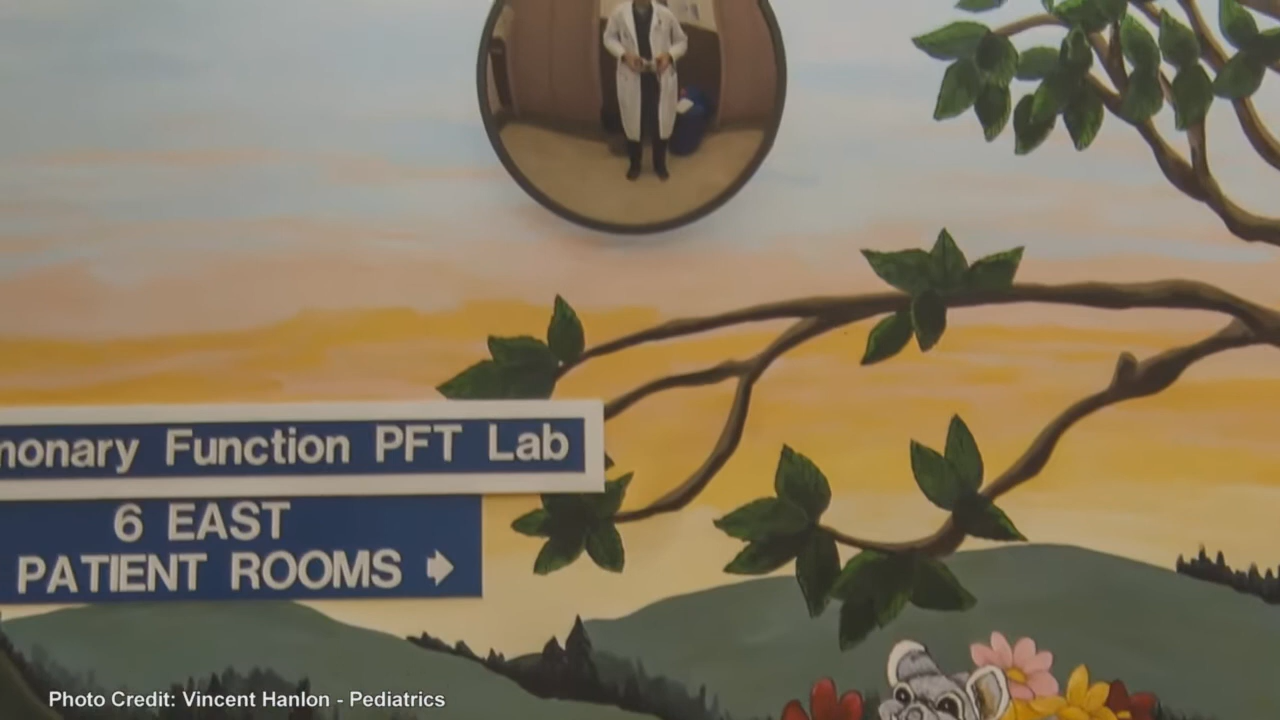 monary Function PFT Lab
6 EAST
PATIENT ROOMS
Photo Credit: Vincent Hanlon - Pediatrics